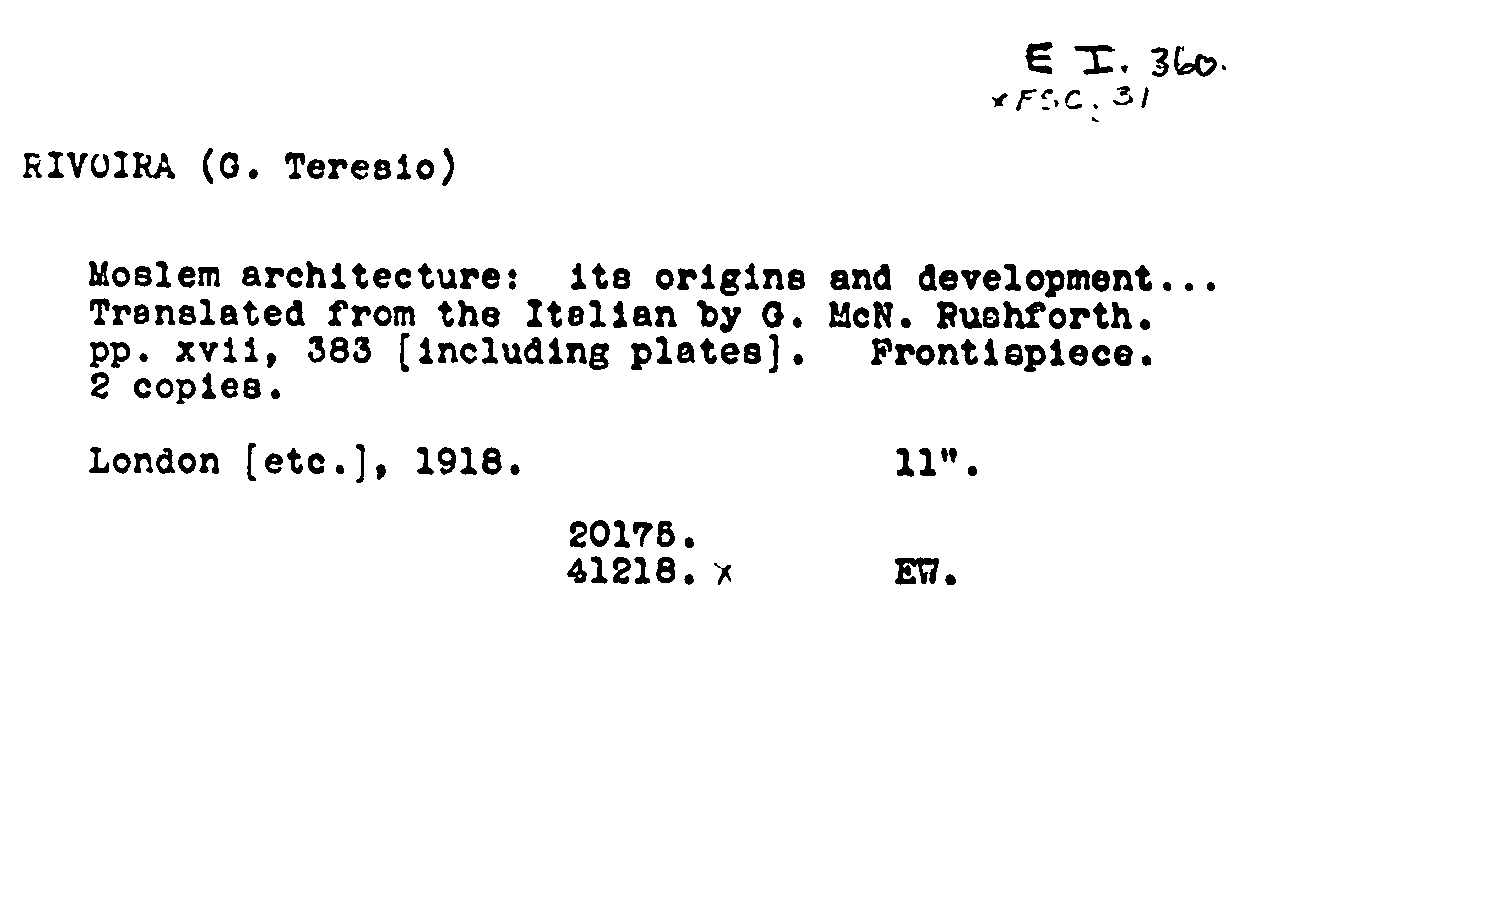 E I. 360.
x FSC. 31
RIVOIRA (G. Teresio)
Moslem architecture: its origins and development...
Translated from the Italian by G. McN. Rushforth.
pp. xvii, 383 [including plates]. Frontispiece.
2 copies.
London [etc.], 1918. 11".
20175.
41218. x EW.